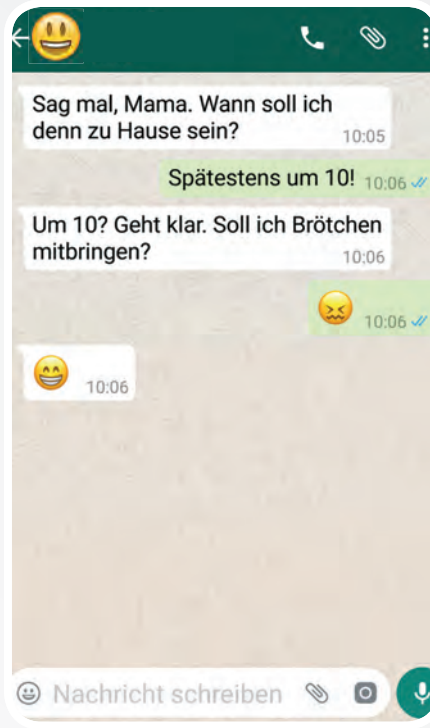 Sag mal, Mama. Wann soll ich
denn zu Hause sein?
10:05
Spätestens um 10! 10:06
Um 10? Geht klar. Soll ich Brötchen
mitbringen?
10:06
10:06
10:06
Nachricht schreiben